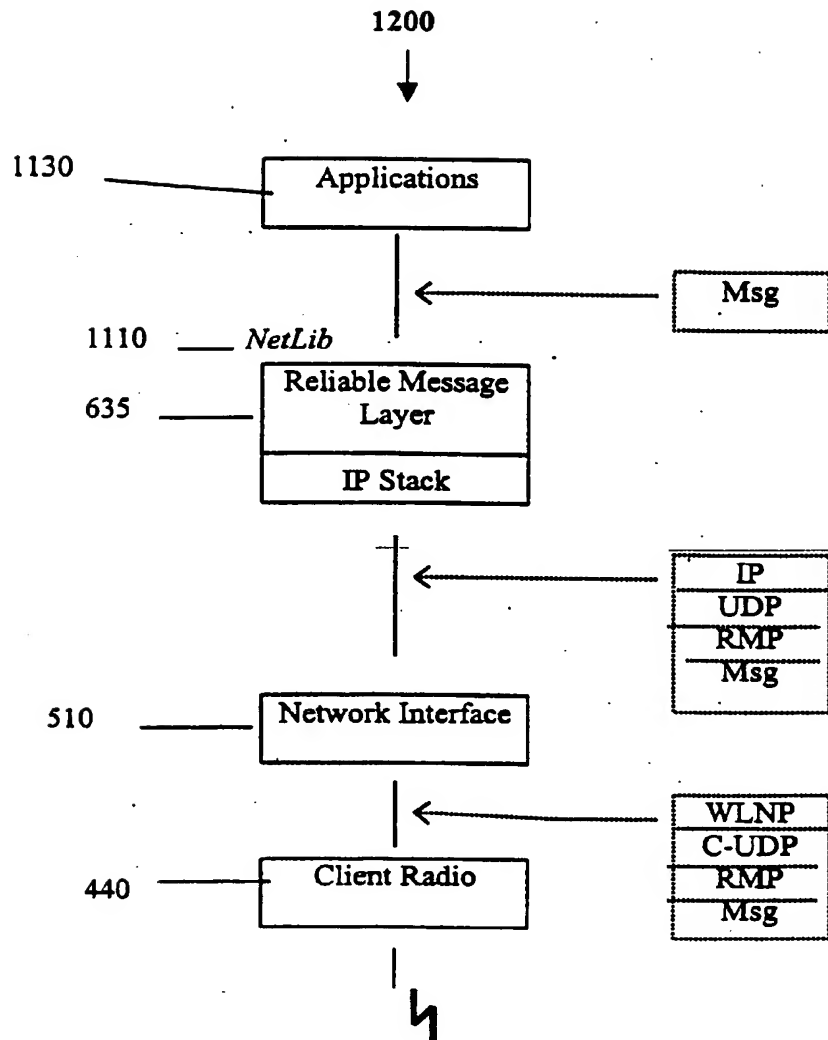 1200
1130
Applications
Msg
1110 NetLib
Reliable Message
Layer
635
IP Stack
IP
UDP
RMP
Msg
510
Network Interface
WLNP
C-UDP
RMP
Msg
440
Client Radio